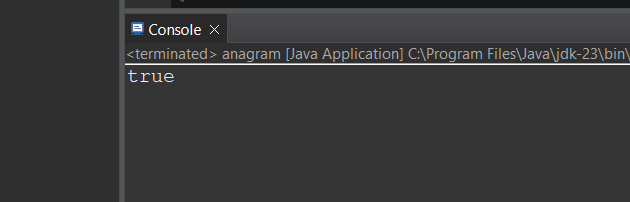 Console
<terminated> anagram [Java Application] C:\Program Files\Java\jdk-23\bin\
true